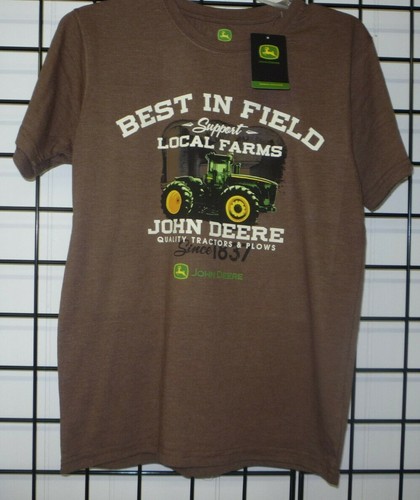 BEST IN FIELD
Support
LOCAL FARMS
JOHN DEERE
QUALITY TRACTORS & PLOWS
Since 1837
JOHN DEERE